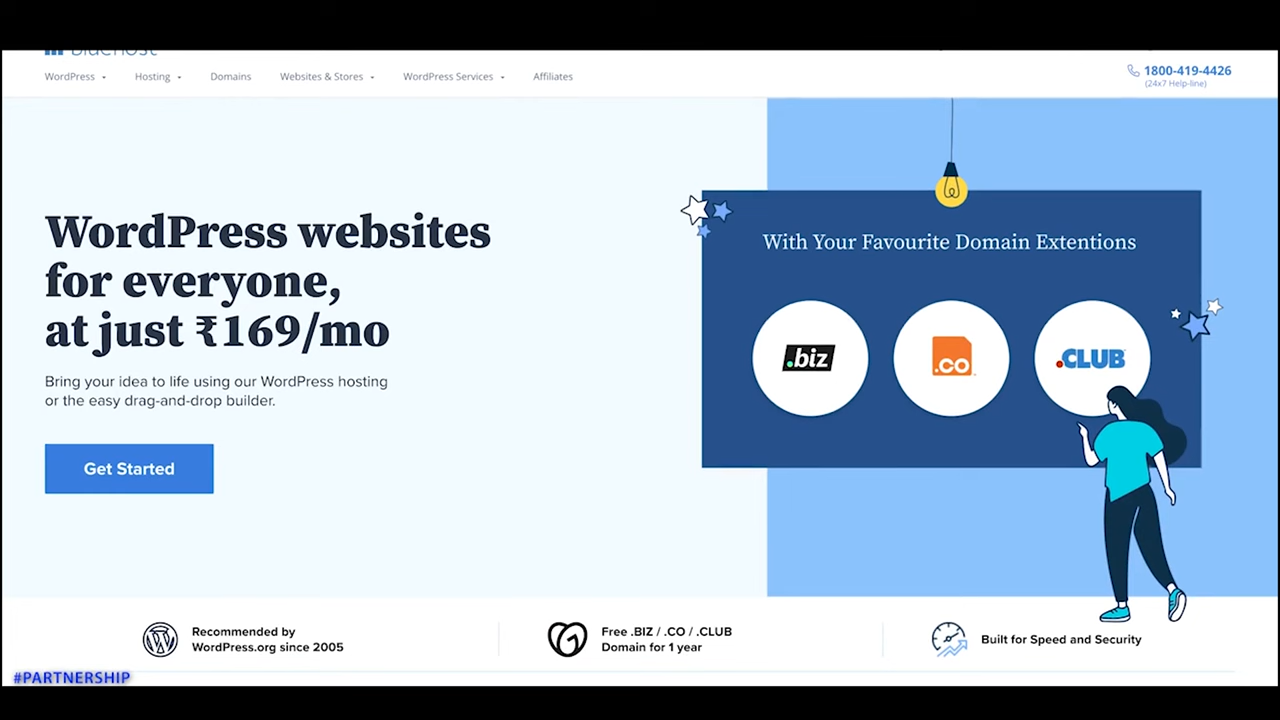 WordPress
Hosting
Domains
Websites & Stores
WordPress Services
Affiliates
1800-419-4426
(24x7 Help-line)
WordPress websites
for everyone,
at just ₹169/mo
Bring your idea to life using our WordPress hosting
or the easy drag-and-drop builder.
Get Started
With Your Favourite Domain Extentions
.biz
.co
.CLUB
Recommended by
WordPress.org since 2005
Free .BIZ / .CO / .CLUB
Domain for 1 year
Built for Speed and Security
#PARTNERSHIP